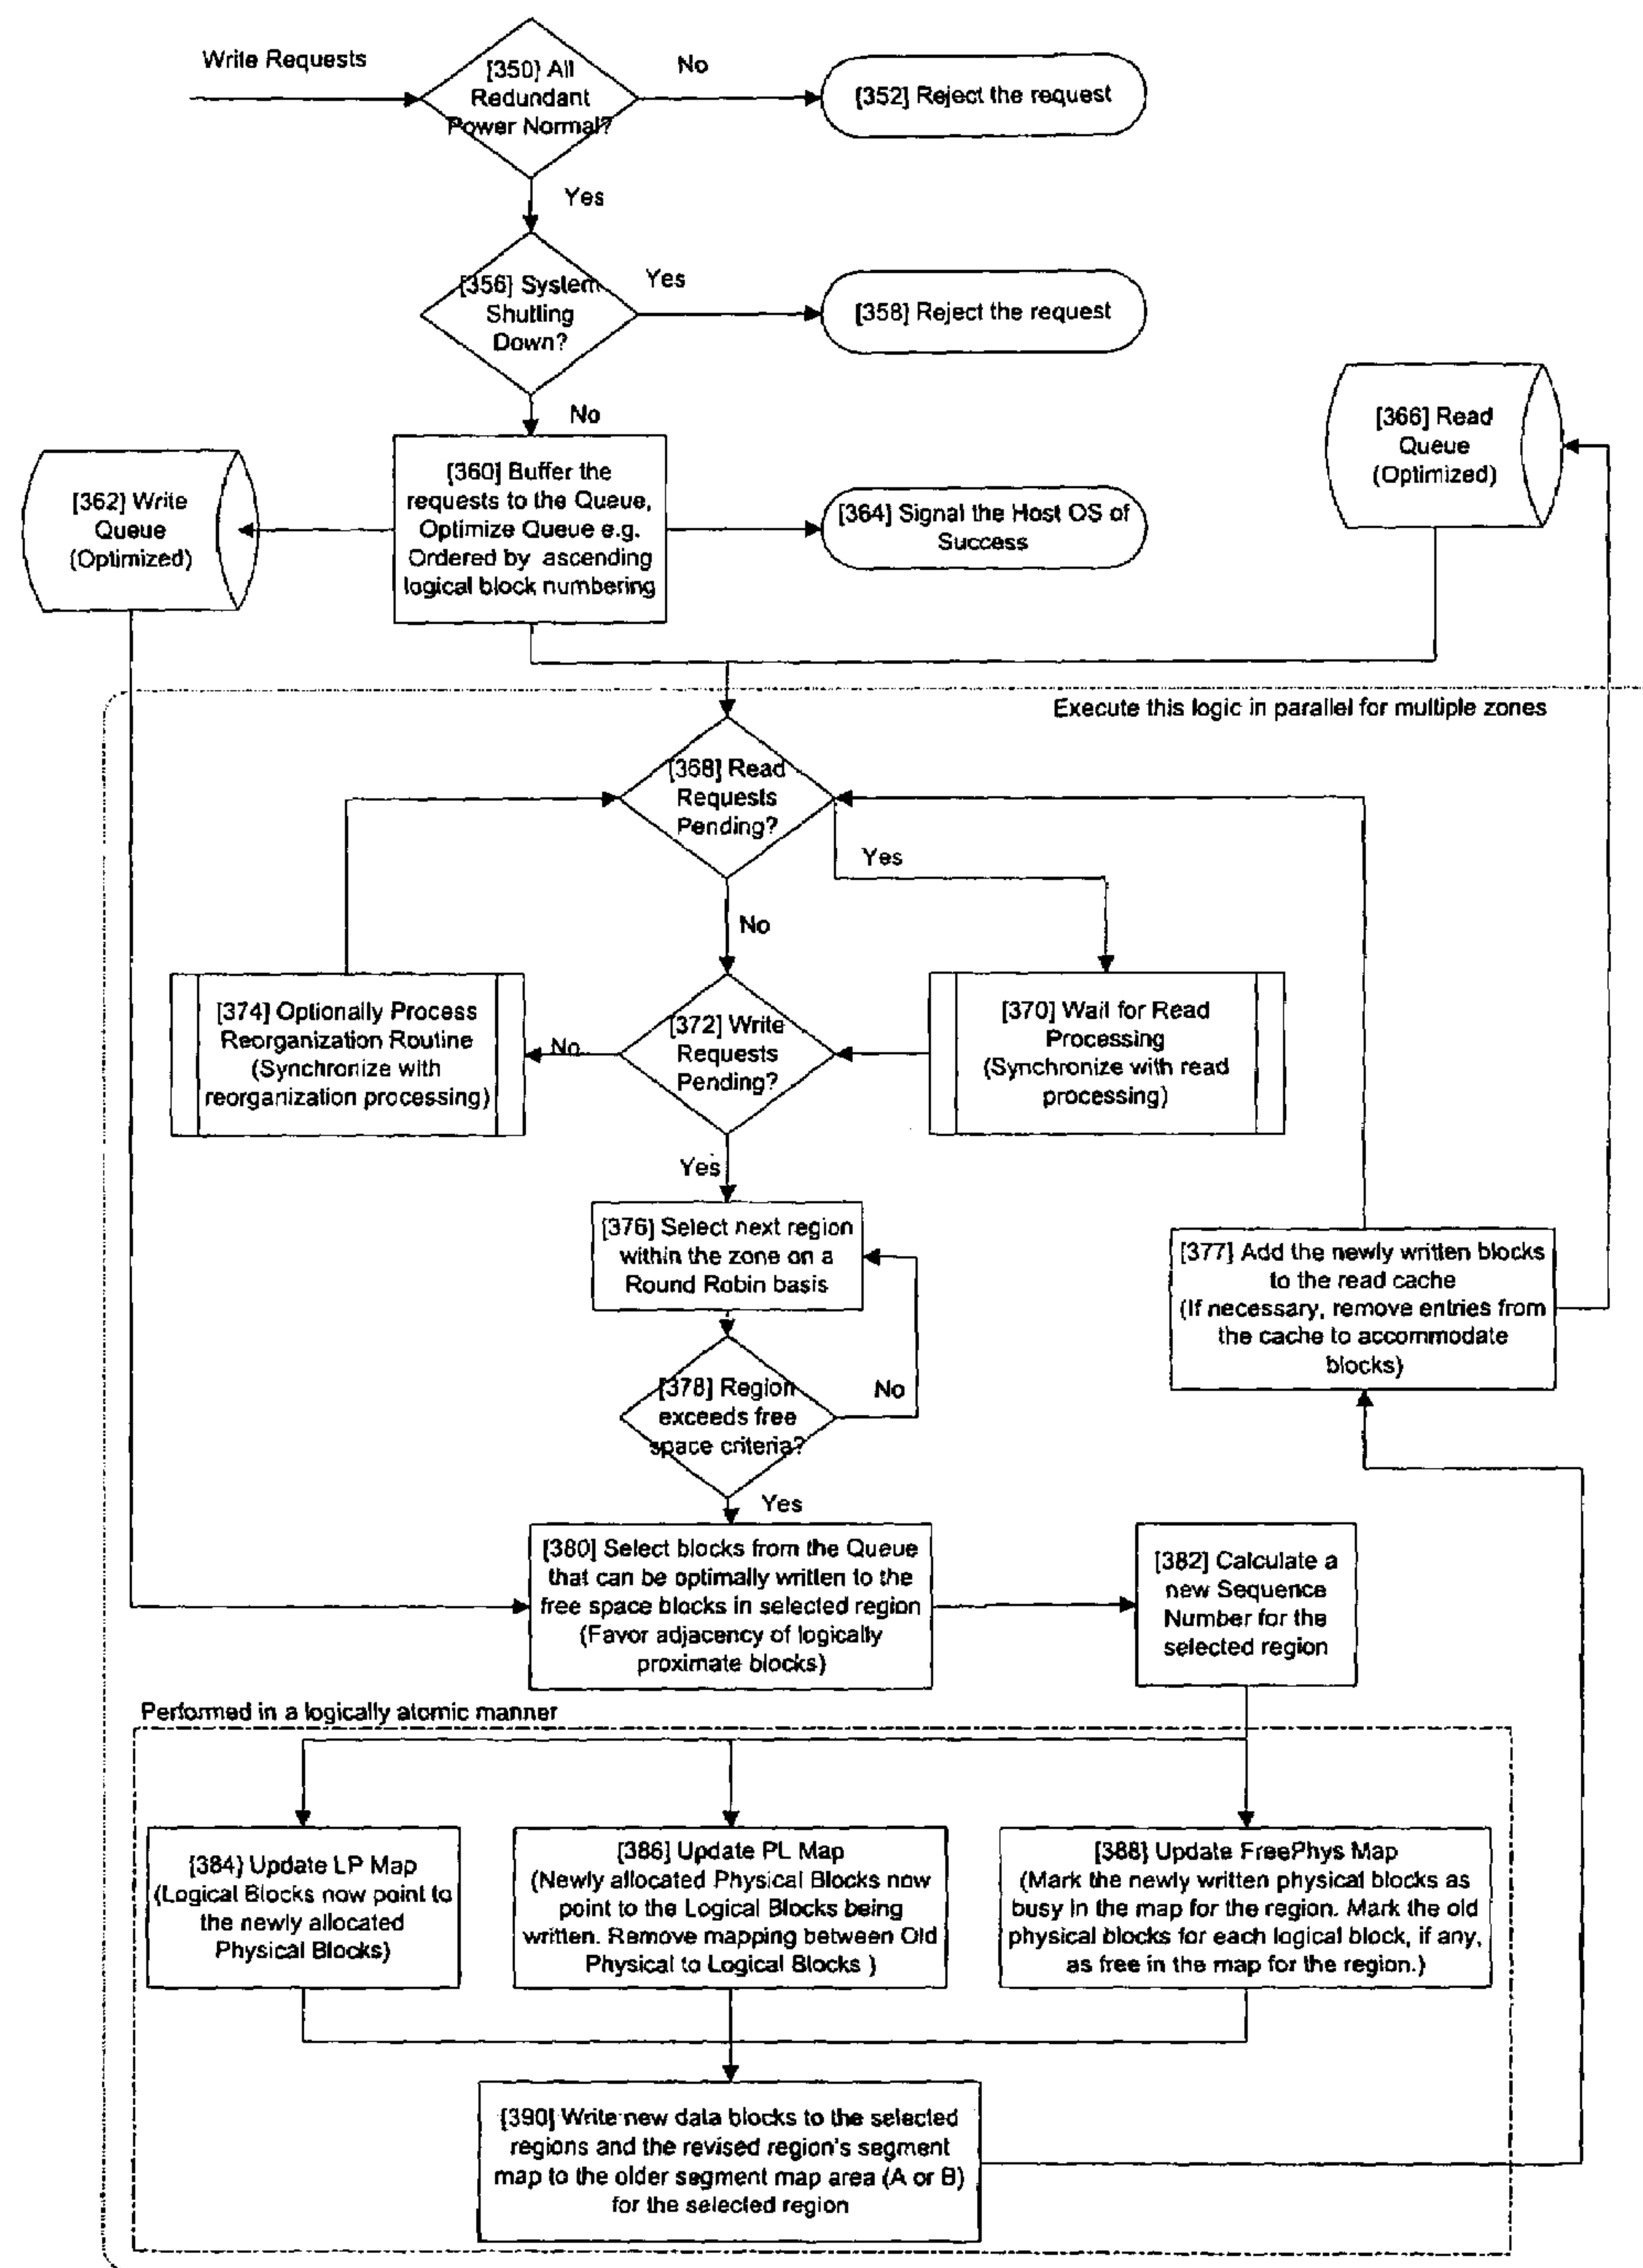 Write Requests
[350] All
Redundant
Power Normal?
No
[352] Reject the request
Yes
[356] System
Shutting
Down?
Yes
[358] Reject the request
No
[360] Buffer the
requests to the Queue,
Optimize Queue e.g.
Ordered by ascending
logical block numbering
[362] Write
Queue
(Optimized)
[364] Signal the Host OS of
Success
[366] Read
Queue
(Optimized)
Execute this logic in parallel for multiple zones
[368] Read
Requests
Pending?
Yes
No
[374] Optionally Process
Reorganization Routine
(Synchronize with
reorganization processing)
No
[372] Write
Requests
Pending?
[370] Wait for Read
Processing
(Synchronize with read
processing)
Yes
[376] Select next region
within the zone on a
Round Robin basis
[377] Add the newly written blocks
to the read cache
(If necessary, remove entries from
the cache to accommodate
blocks)
[378] Region
exceeds free
space criteria?
No
Yes
[380] Select blocks from the Queue
that can be optimally written to the
free space blocks in selected region
(Favor adjacency of logically
proximate blocks)
[382] Calculate a
new Sequence
Number for the
selected region
Performed in a logically atomic manner
[384] Update LP Map
(Logical Blocks now point to
the newly allocated
Physical Blocks)
[386] Update PL Map
(Newly allocated Physical Blocks now
point to the Logical Blocks being
written. Remove mapping between Old
Physical to Logical Blocks )
[388] Update FreePhys Map
(Mark the newly written physical blocks as
busy in the map for the region. Mark the old
physical blocks for each logical block, if any,
as free in the map for the region.)
[390] Write new data blocks to the selected
regions and the revised region's segment
map to the older segment map area (A or B)
for the selected region